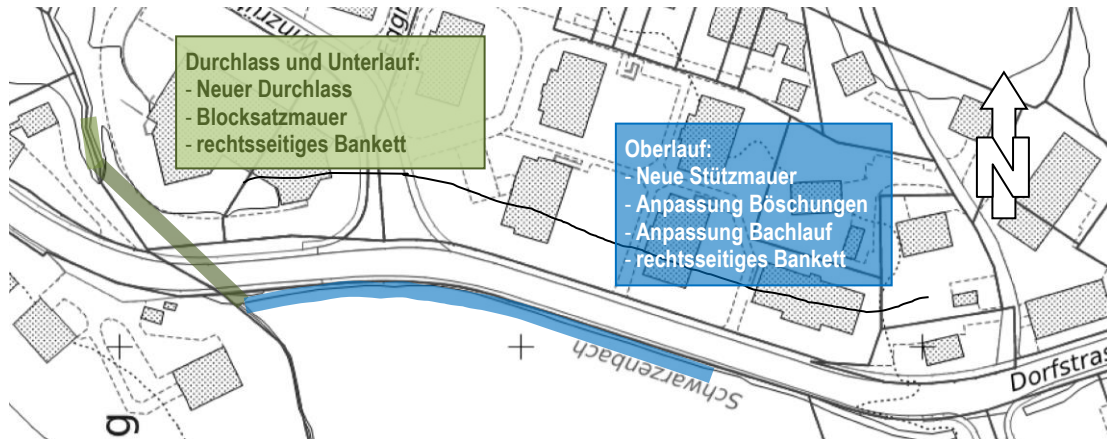 Durchlass und Unterlauf:
- Neuer Durchlass
- Blocksatzmauer
- rechtsseitiges Bankett
Oberlauf:
- Neue Stützmauer
- Anpassung Böschungen
- Anpassung Bachlauf
- rechtsseitiges Bankett
N
Schwarzenbach
Dorfstras
g